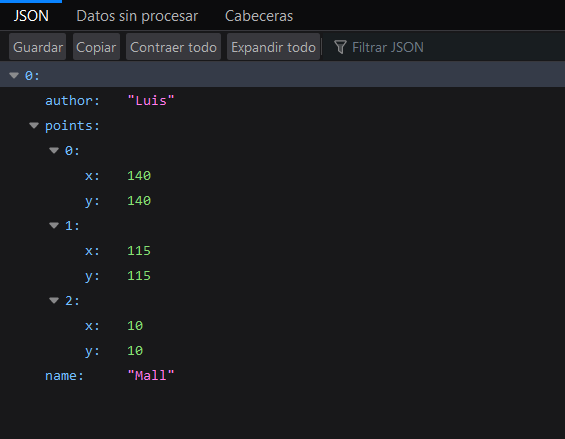 JSON Datos sin procesar Cabeceras
Guardar Copiar Contraer todo Expandir todo Filtrar JSON
0:
author: "Luis"
points:
0:
x: 140
y: 140
1:
x: 115
y: 115
2:
x: 10
y: 10
name: "Mall"